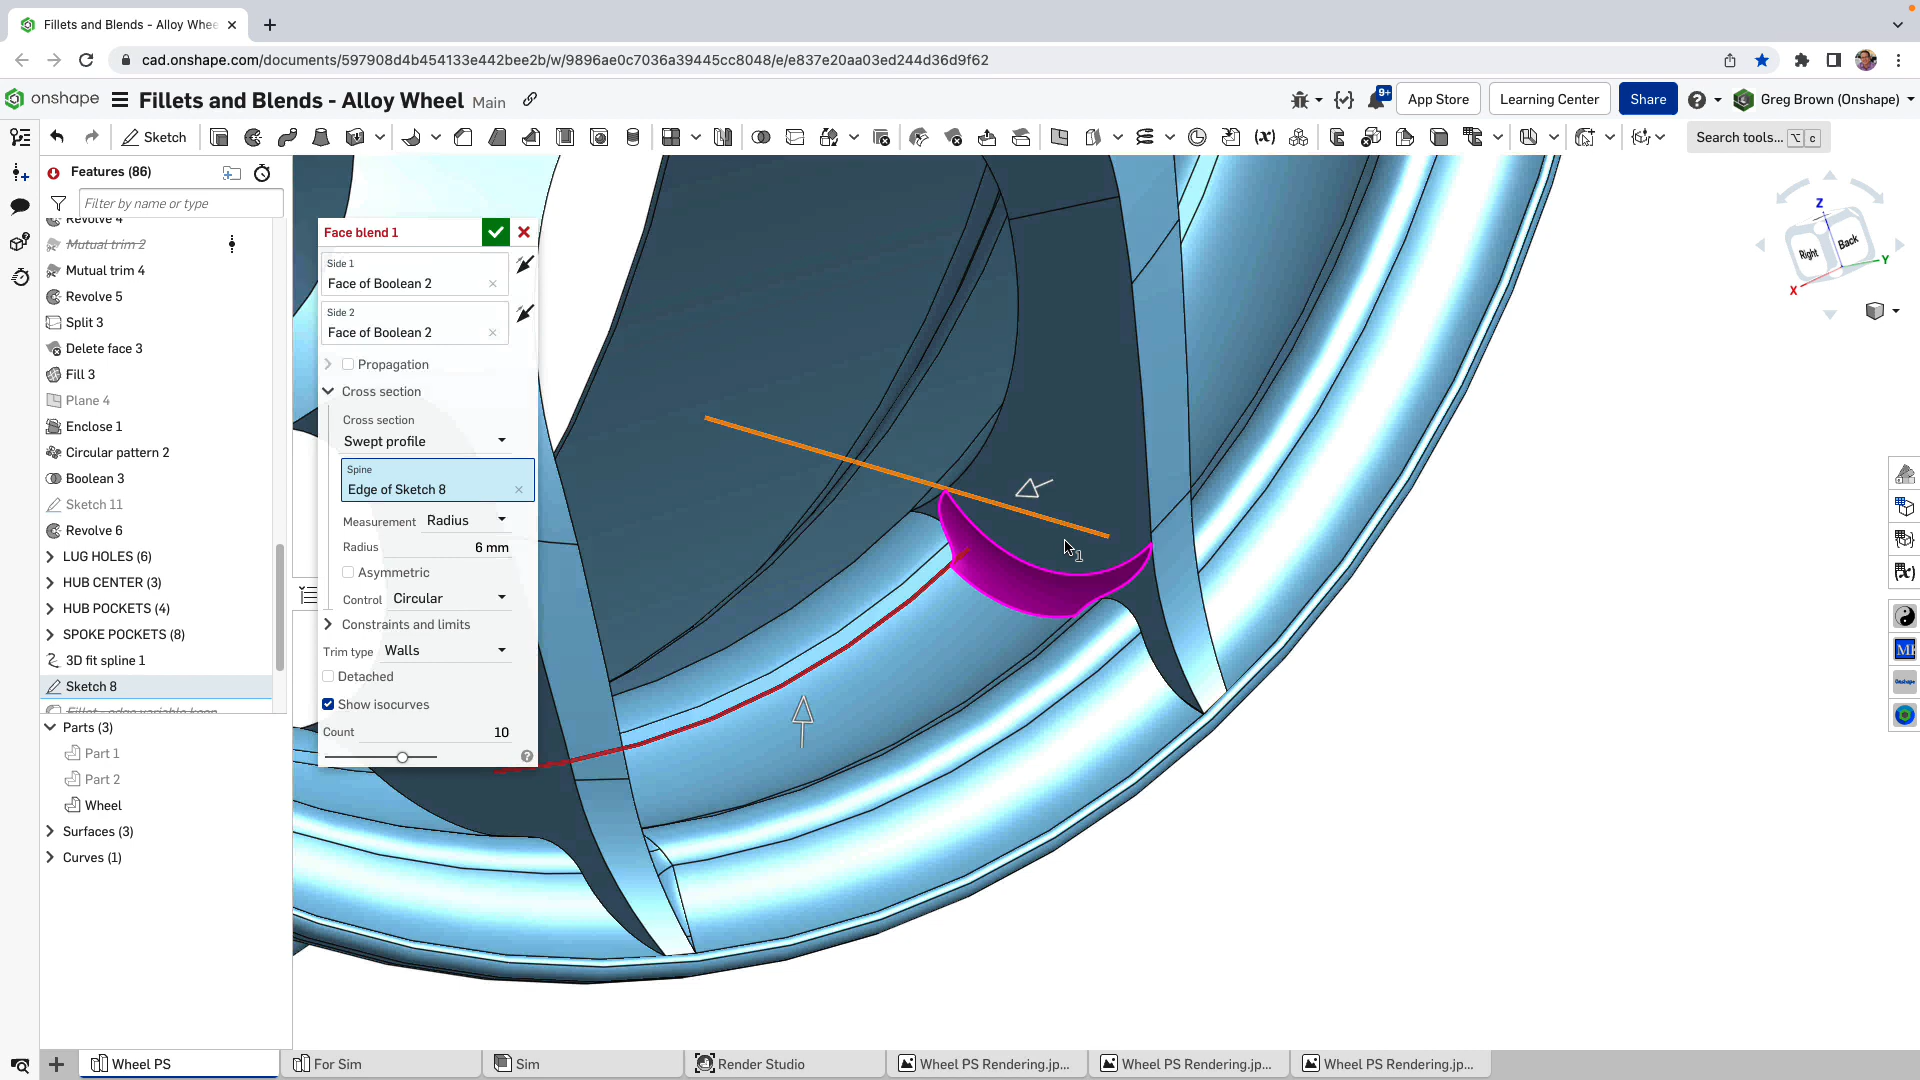 Fillets and Blends - Alloy Whee
cad.onshape.com/documents/597908d4b454133e442bee2b/w/9896ae0c7036a39445cc8048/e/e837e20aa03ed244d36d9f62
onshape
Fillets and Blends - Alloy Wheel Main
9+
App Store
Learning Center
Share
Greg Brown (Onshape)
Sketch
Search tools... ⌥ c
Features (86)
Filter by name or type
Revolve 4
Mutual trim 2
Mutual trim 4
Revolve 5
Split 3
Delete face 3
Fill 3
Plane 4
Enclose 1
Circular pattern 2
Boolean 3
Sketch 11
Revolve 6
LUG HOLES (6)
HUB CENTER (3)
HUB POCKETS (4)
SPOKE POCKETS (8)
3D fit spline 1
Sketch 8
Parts (3)
Part 1
Part 2
Wheel
Surfaces (3)
Curves (1)
Face blend 1
Side 1
Face of Boolean 2
Side 2
Face of Boolean 2
Propagation
Cross section
Cross section
Swept profile
Spine
Edge of Sketch 8
Measurement Radius
Radius 6 mm
Asymmetric
Control Circular
Constraints and limits
Trim type Walls
Detached
Show isocurves
Count 10
1
Z
Right
Back
Y
X
Wheel PS
For Sim
Sim
Render Studio
Wheel PS Rendering.jp...
Wheel PS Rendering.jp...
Wheel PS Rendering.jp...